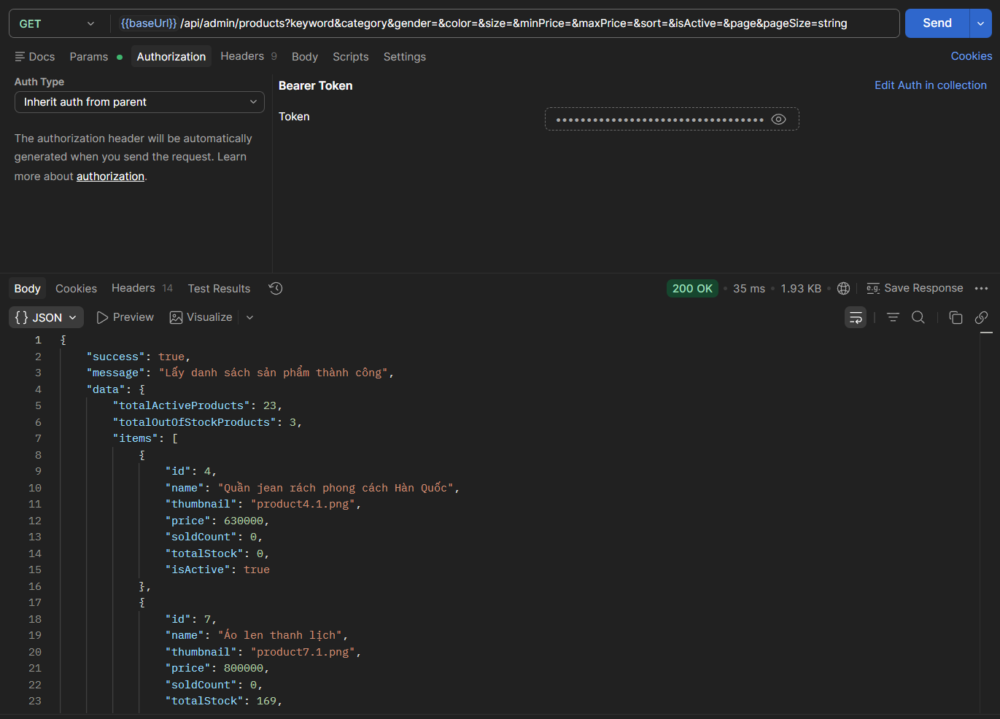 GET {{baseUrl}} /api/admin/products?keyword&category&gender=&color=&size=&minPrice=&maxPrice=&sort=&isActive=&page&pageSize=string Send
Docs Params Authorization Headers 9 Body Scripts Settings Cookies
Auth Type
Inherit auth from parent
The authorization header will be automatically
generated when you send the request. Learn
more about authorization.
Bearer Token Edit Auth in collection
Token ••••••••••••••••••••••••••••••••••
Body Cookies Headers 14 Test Results 200 OK • 35 ms • 1.93 KB • e.g. Save Response
{} JSON Preview Visualize
1 {
2 "success": true,
3 "message": "Lấy danh sách sản phẩm thành công",
4 "data": {
5 "totalActiveProducts": 23,
6 "totalOutOfStockProducts": 3,
7 "items": [
8 {
9 "id": 4,
10 "name": "Quần jean rách phong cách Hàn Quốc",
11 "thumbnail": "product4.1.png",
12 "price": 630000,
13 "soldCount": 0,
14 "totalStock": 0,
15 "isActive": true
16 },
17 {
18 "id": 7,
19 "name": "Áo len thanh lịch",
20 "thumbnail": "product7.1.png",
21 "price": 800000,
22 "soldCount": 0,
23 "totalStock": 169,